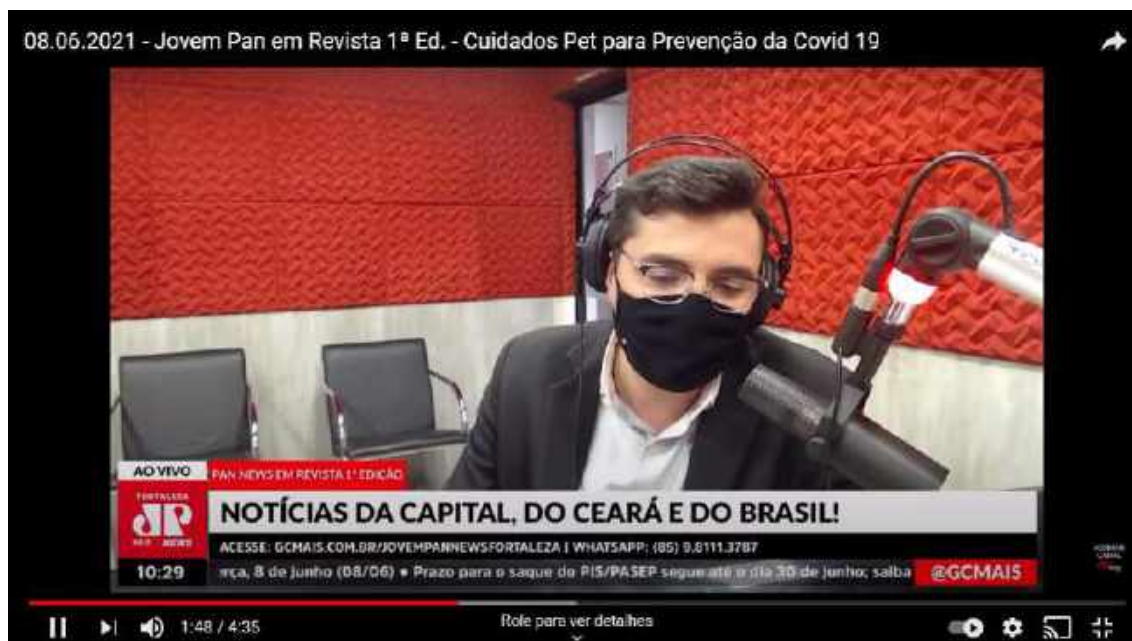 08.06.2021 - Jovem Pan em Revista 1ª Ed. - Cuidados Pet para Prevenção da Covid 19
AO VIVO
PAN NEWS EM REVISTA 1ª EDIÇÃO
FORTALEZA
JP
NEWS
NOTÍCIAS DA CAPITAL, DO CEARÁ E DO BRASIL!
ACESSE: GCMAIS.COM.BR/JOVEMPANNEWSFORTALEZA | WHATSAPP: (85) 9.8111.3787
10:29
rça, 8 de Junho (08/06) • Prazo para o saque do PIS/PASEP segue até o dia 30 de junho; saiba
@GCMAIS
1:48 / 4:35
Role para ver detalhes